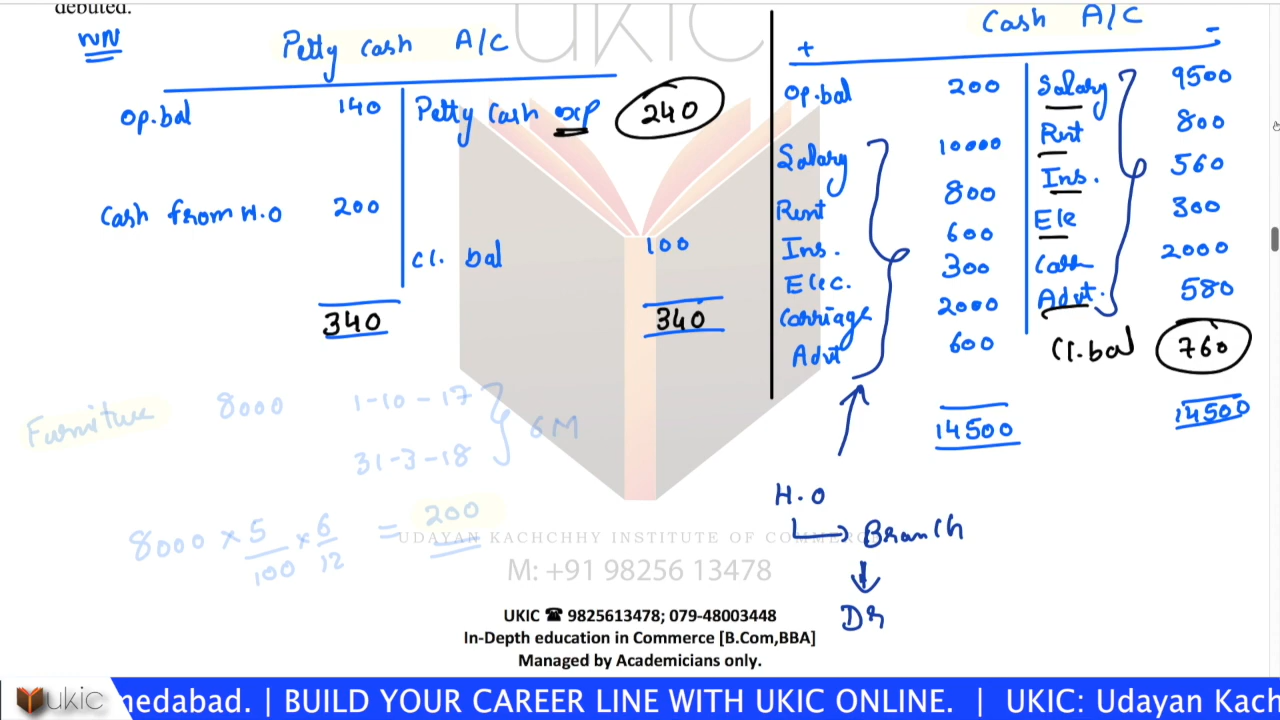 debuted.
WN
Petty cash A/C
Op.bal 140 Petty Cash exp 240
Cash from H.O 200
Cl. bal 100
340 340
Furniture 8000 1-10-17 6M
31-3-18
8000 × 5/100 × 6/12 = 200
UKIC
Cash A/C
+ -
Op.bal 200 Salary 9500
Salary 10000 Rent 800
Rent 800 Ins. 560
Ins. 600 Ele 300
Elec. 300 2000
Carriage 2000 Advt. 580
Advt 600 Cl.bal 760
14500 14500
H.O
Branch
Dr
UDAYAN KACHCHHY INSTITUTE OF COMMERCE
M: +91 98256 13478
UKIC ☎ 9825613478; 079-48003448
In-Depth education in Commerce [B.Com,BBA]
Managed by Academicians only.
ukic medabad. | BUILD YOUR CAREER LINE WITH UKIC ONLINE. | UKIC: Udayan Kach